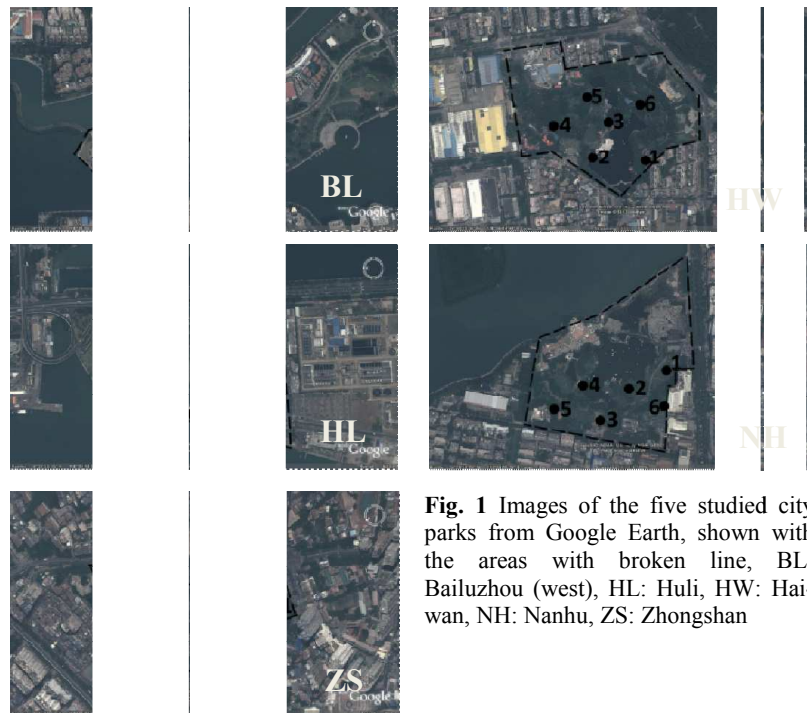 BL
Google
5
6
3
4
2
1
HW
HL
Google
1
4
2
5
3
6
NH
ZS
Google
Fig. 1 Images of the five studied city
parks from Google Earth, shown with
the areas with broken line, BL
Bailuzhou (west), HL: Huli, HW: Hai-
wan, NH: Nanhu, ZS: Zhongshan